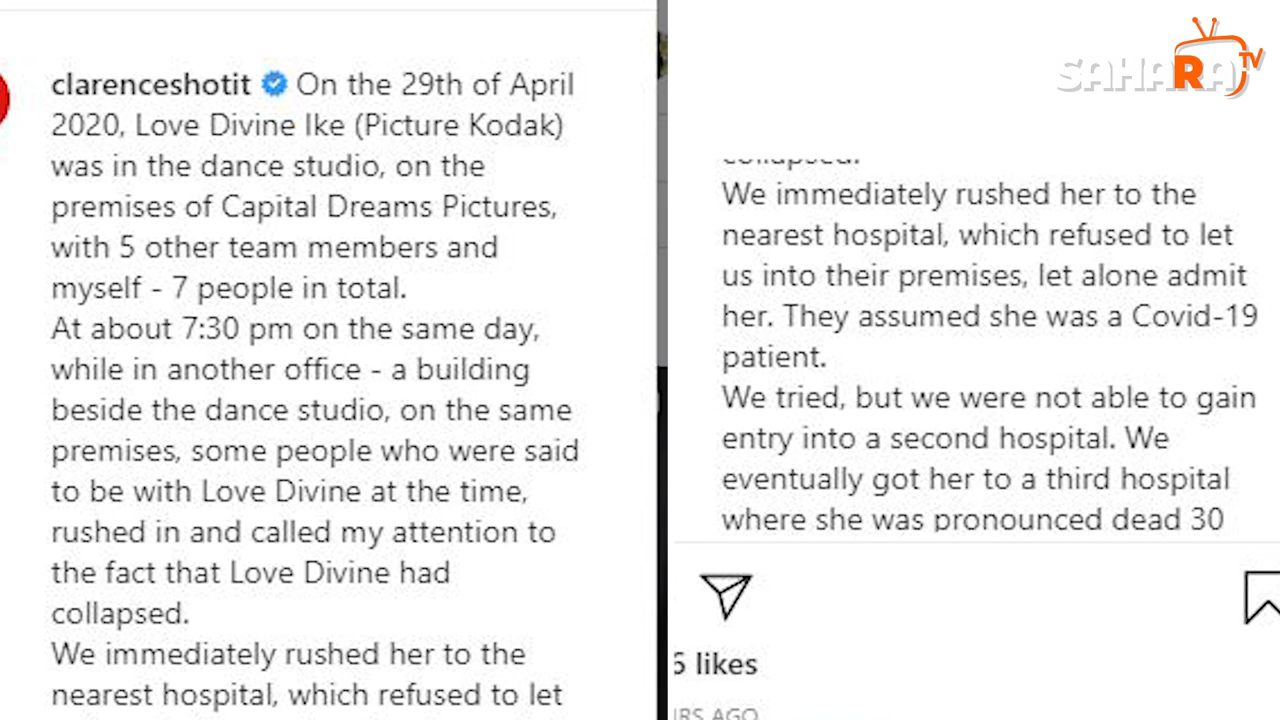 clarenceshotit On the 29th of April
2020, Love Divine Ike (Picture Kodak)
was in the dance studio, on the
premises of Capital Dreams Pictures,
with 5 other team members and
myself - 7 people in total.
At about 7:30 pm on the same day,
while in another office - a building
beside the dance studio, on the same
premises, some people who were said
to be with Love Divine at the time,
rushed in and called my attention to
the fact that Love Divine had
collapsed.
We immediately rushed her to the
nearest hospital, which refused to let
SAHARA TV
collapsed.
We immediately rushed her to the
nearest hospital, which refused to let
us into their premises, let alone admit
her. They assumed she was a Covid-19
patient.
We tried, but we were not able to gain
entry into a second hospital. We
eventually got her to a third hospital
where she was pronounced dead 30
6 likes
AGO